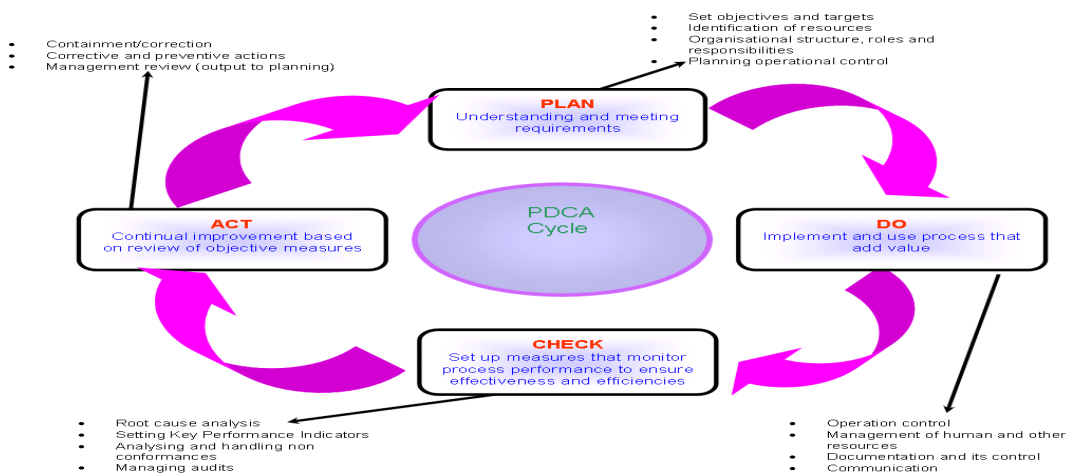 • Set objectives and targets
• Identification of resources
• Organisational structure, roles and
responsibilities
• Planning operational control
• Containment/correction
• Corrective and preventive actions
• Management review (output to planning)
PLAN
Understanding and meeting
requirements
ACT
Continual improvement based
on review of objective measures
PDCA
Cycle
DO
Implement and use process that
add value
CHECK
Set up measures that monitor
process performance to ensure
effectiveness and efficiencies
• Root cause analysis
• Setting Key Performance Indicators
• Analysing and handling non
conformances
• Managing audits
• Operation control
• Management of human and other
resources
• Documentation and its control
• Communication